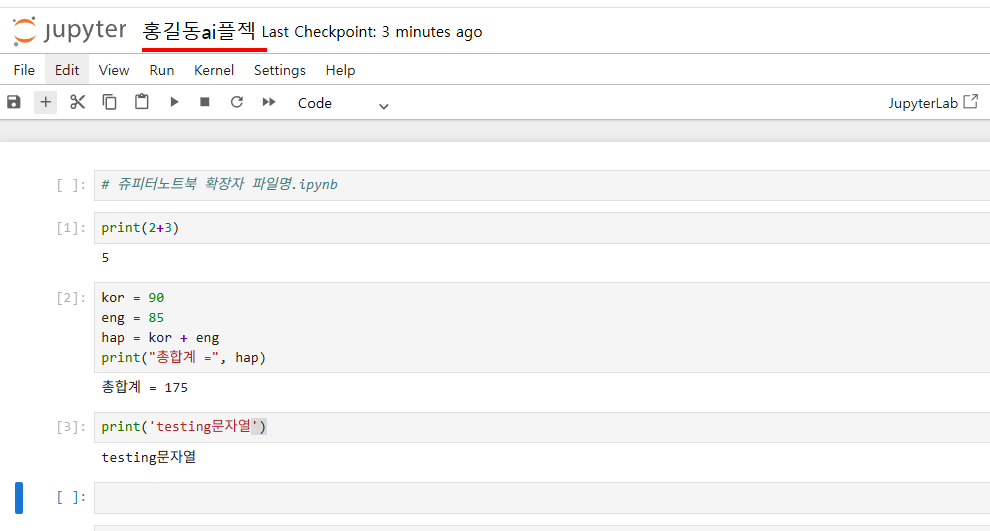 jupyter 홍길동ai플젝 Last Checkpoint: 3 minutes ago
File Edit View Run Kernel Settings Help
Code JupyterLab
[ ]: # 쥬피터노트북 확장자 파일명.ipynb
[1]: print(2+3)
5
[2]: kor = 90
eng = 85
hap = kor + eng
print("총합계 =", hap)
총합계 = 175
[3]: print('testing문자열')
testing문자열
[ ]: